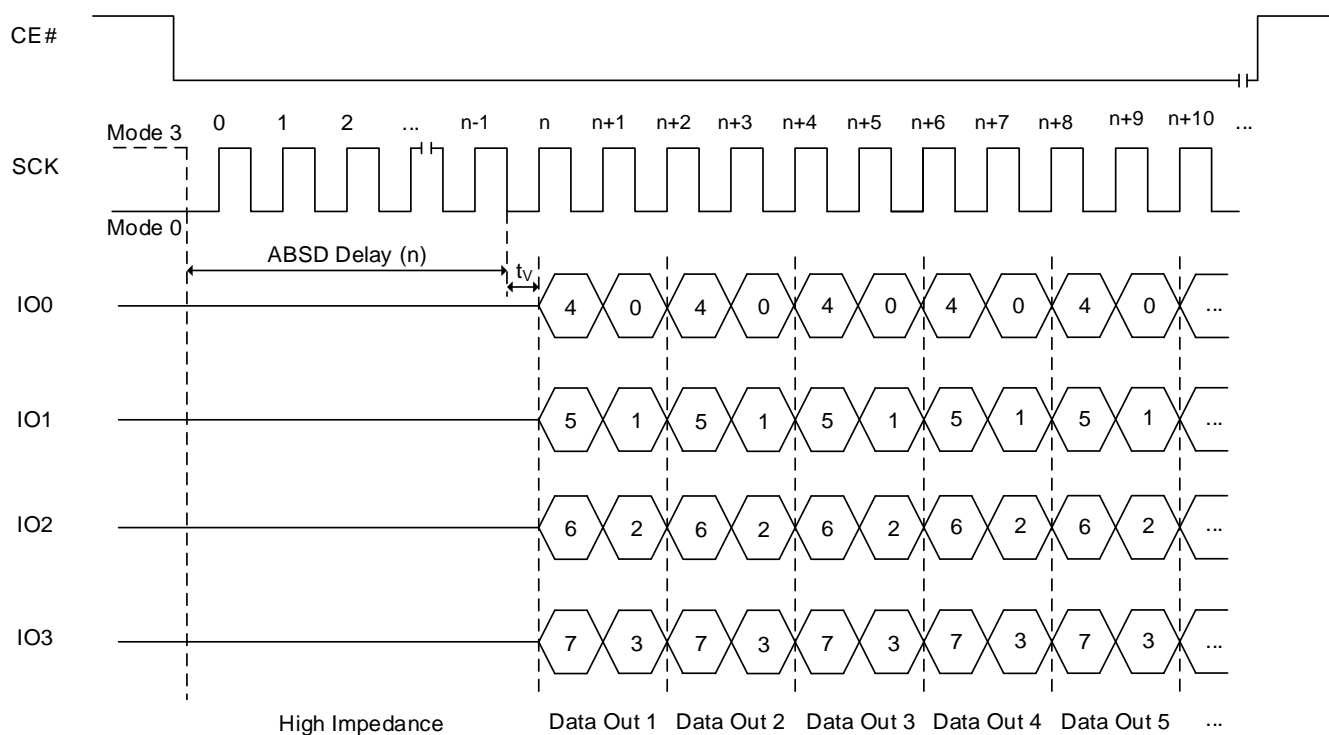 CE#
Mode 3
0 1 2 ... n-1 n n+1 n+2 n+3 n+4 n+5 n+6 n+7 n+8 n+9 n+10 ...
SCK
Mode 0
ABSD Delay (n)
tV
IO0 4 0 4 0 4 0 4 0 4 0 ...
IO1 5 1 5 1 5 1 5 1 5 1 ...
IO2 6 2 6 2 6 2 6 2 6 2 ...
IO3 7 3 7 3 7 3 7 3 7 3 ...
High Impedance Data Out 1 Data Out 2 Data Out 3 Data Out 4 Data Out 5 ...